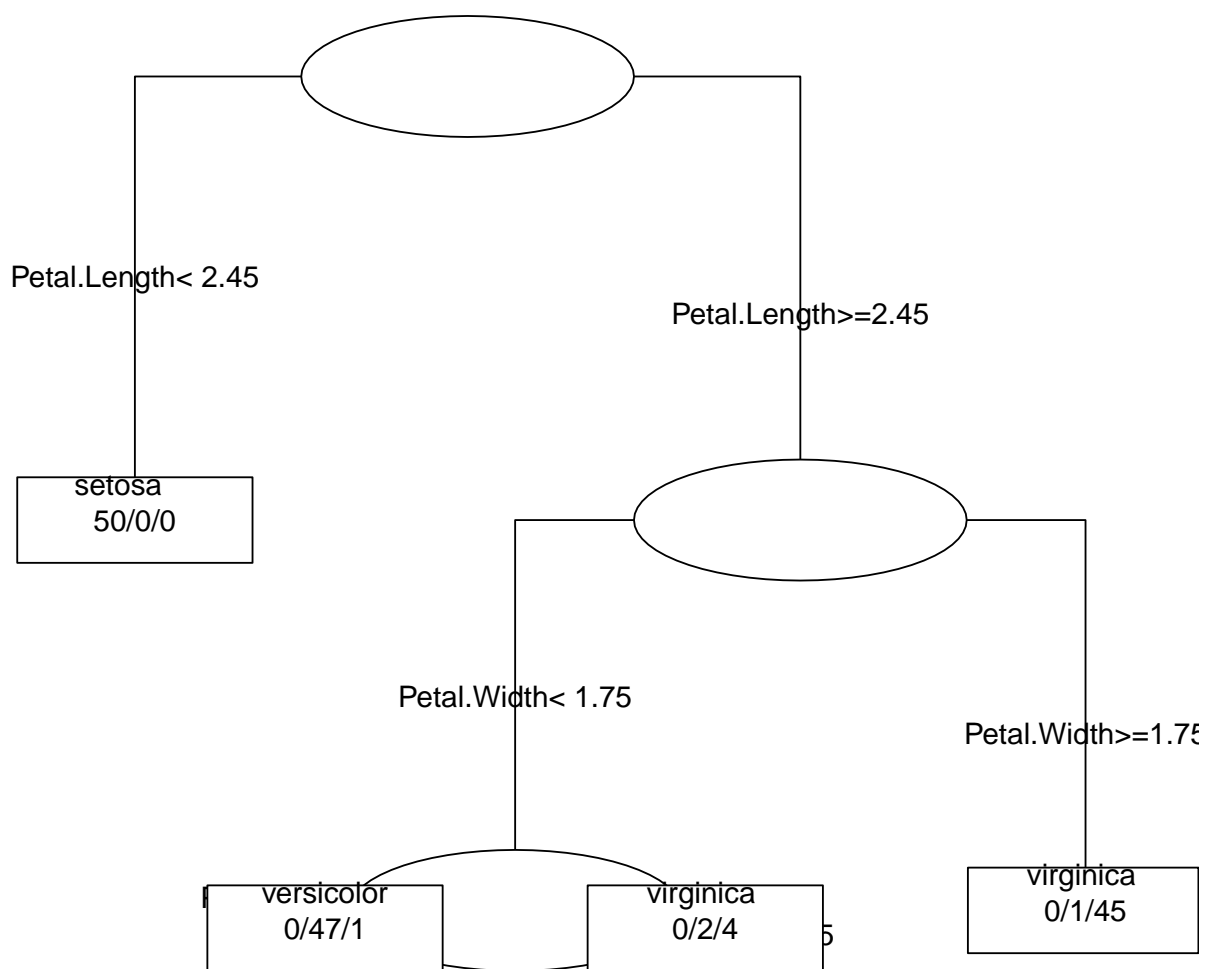 Petal.Length< 2.45
Petal.Length>=2.45
setosa
50/0/0
Petal.Width< 1.75
Petal.Width>=1.75
versicolor
0/47/1
virginica
0/2/4
virginica
0/1/45